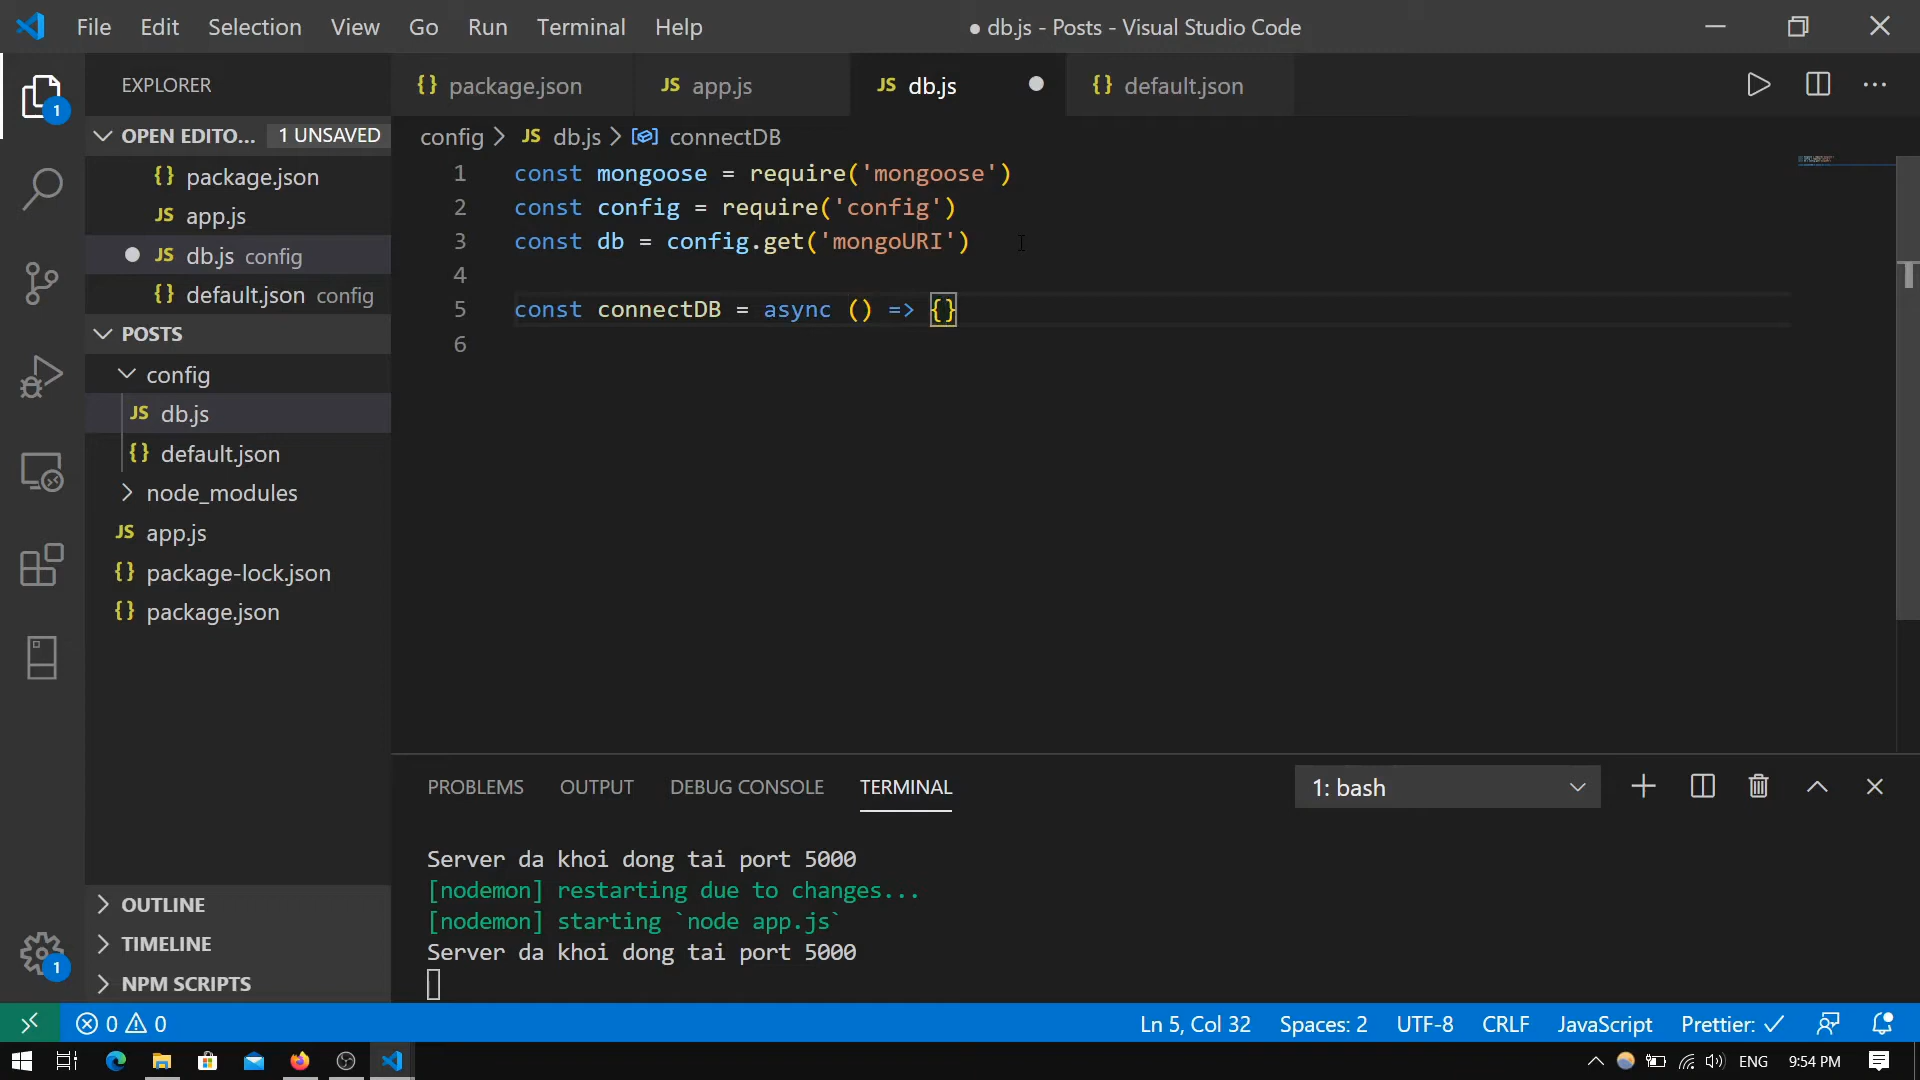 File Edit Selection View Go Run Terminal Help
● db.js - Posts - Visual Studio Code
EXPLORER
1
OPEN EDITO... 1 UNSAVED
{} package.json
JS app.js
● JS db.js config
{} default.json config
POSTS
config
JS db.js
{} default.json
node_modules
JS app.js
{} package-lock.json
{} package.json
OUTLINE
TIMELINE
NPM SCRIPTS
1
{} package.json
JS app.js
JS db.js ●
{} default.json
config > JS db.js > connectDB
1 const mongoose = require('mongoose')
2 const config = require('config')
3 const db = config.get('mongoURI')
4
5 const connectDB = async () => {}
6
PROBLEMS OUTPUT DEBUG CONSOLE TERMINAL
1: bash
Server da khoi dong tai port 5000
[nodemon] restarting due to changes...
[nodemon] starting `node app.js`
Server da khoi dong tai port 5000
0 0
Ln 5, Col 32 Spaces: 2 UTF-8 CRLF JavaScript Prettier: ✓
ENG 9:54 PM